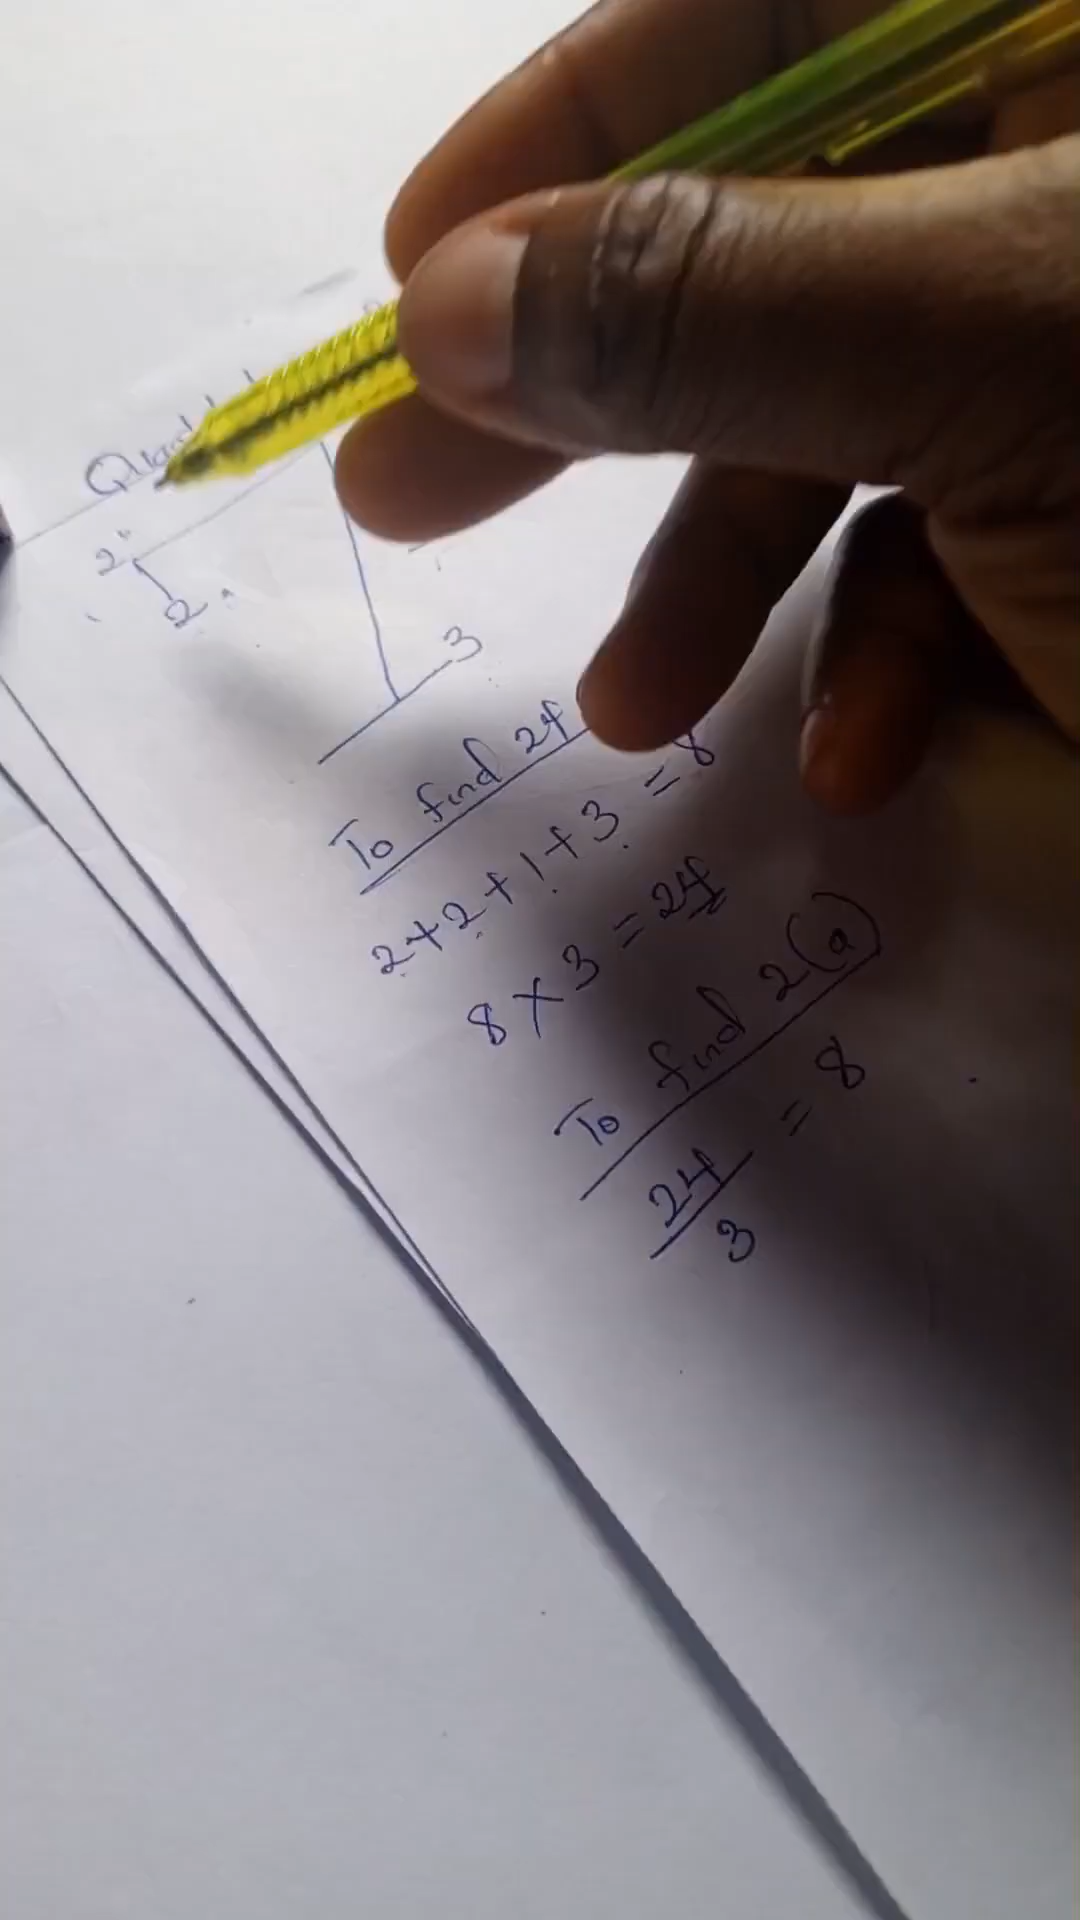 2
2
3
To find 24
2+2+1+3 = 8
8 × 3 = 24
To find 2(a)
24/3 = 8